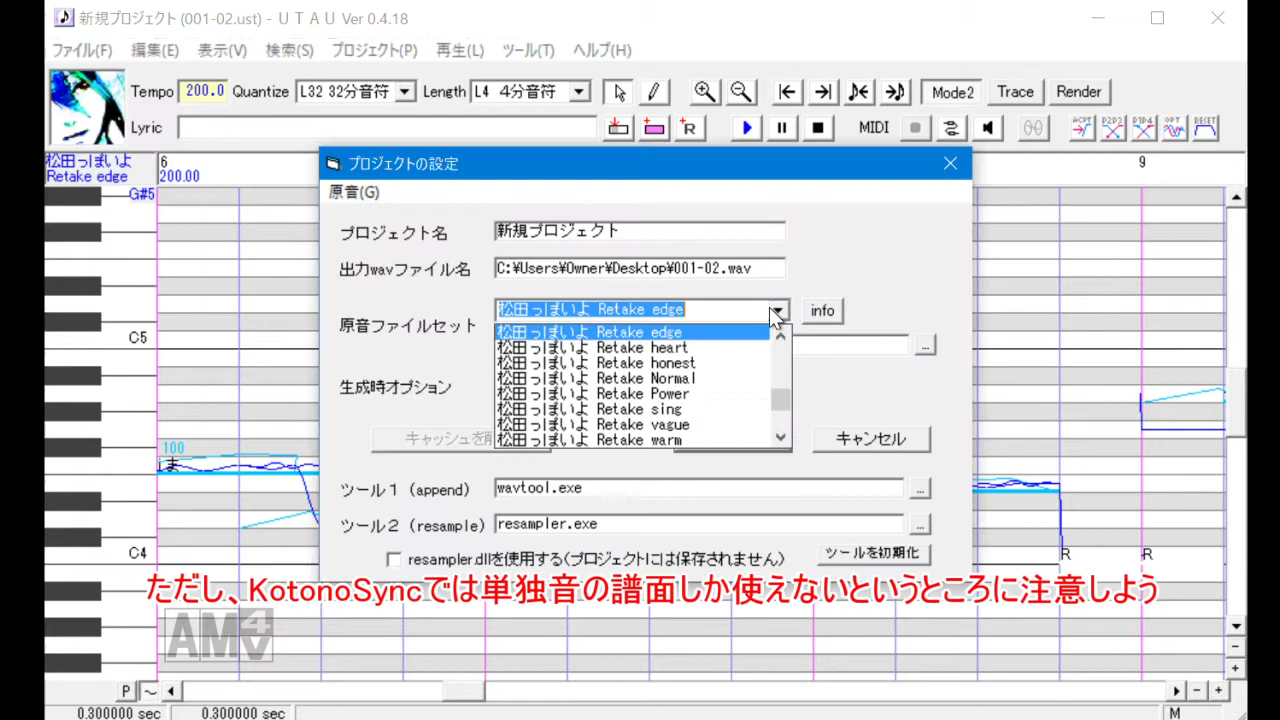 新規プロジェクト (001-02.ust) - ＵＴＡＵ Ver 0.4.18
ファイル(F) 編集(E) 表示(V) 検索(S) プロジェクト(P) 再生(L) ツール(T) ヘルプ(H)
Tempo 200.0 Quantize L32 32分音符 Length L4 4分音符 Mode2 Trace Render
Lyric MIDI ACPT P2P3 P1P4 OPT RESET
松田っぽいよ
Retake edge
6
200.00
9
G#5
C5
C4
100
ま
R
R
プロジェクトの設定
原音(G)
プロジェクト名 新規プロジェクト
出力wavファイル名 C:¥Users¥Owner¥Desktop¥001-02.wav
原音ファイルセット 松田っぽいよ Retake edge info
松田っぽいよ Retake edge
松田っぽいよ Retake heart
松田っぽいよ Retake honest
松田っぽいよ Retake Normal
松田っぽいよ Retake Power
松田っぽいよ Retake sing
松田っぽいよ Retake vague
松田っぽいよ Retake warm
...
生成時オプション
キャッシュを キャンセル
ツール１ (append) wavtool.exe ...
ツール２ (resample) resampler.exe ...
resampler.dllを使用する(プロジェクトには保存されません) ツールを初期化
ただし、KotonoSyncでは単独音の譜面しか使えないというところに注意しよう
AM4v
P 〜
0.300000 sec 0.300000 sec M